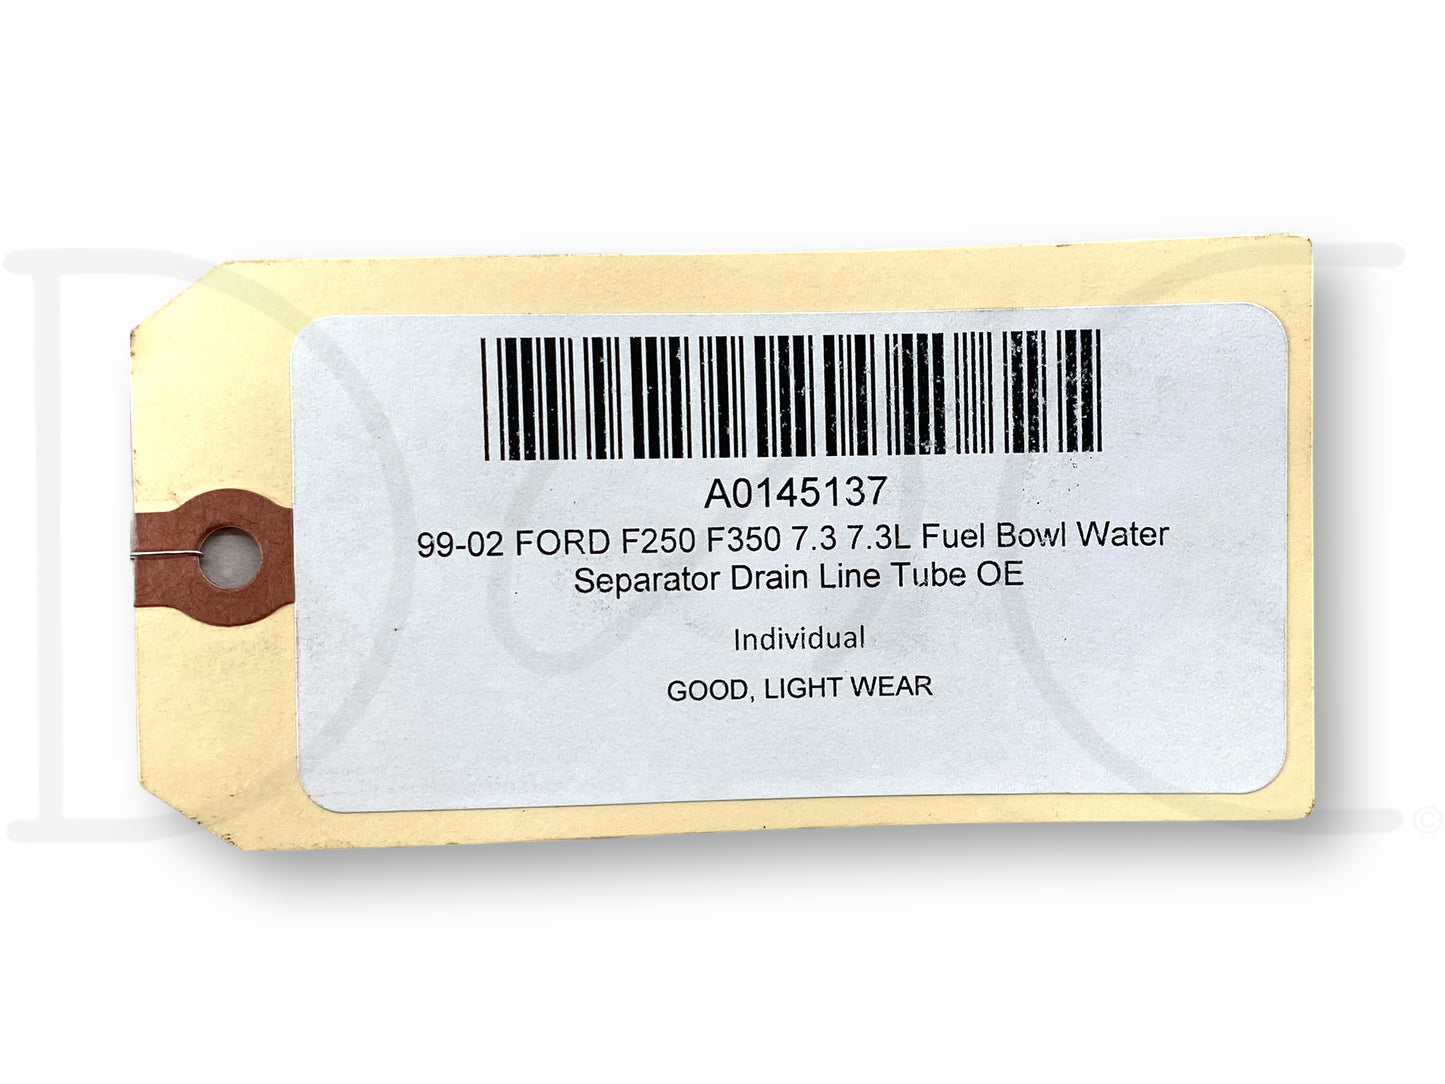 A0145137
99-02 FORD F250 F350 7.3 7.3L Fuel Bowl Water
Separator Drain Line Tube OE
Individual
GOOD, LIGHT WEAR
©